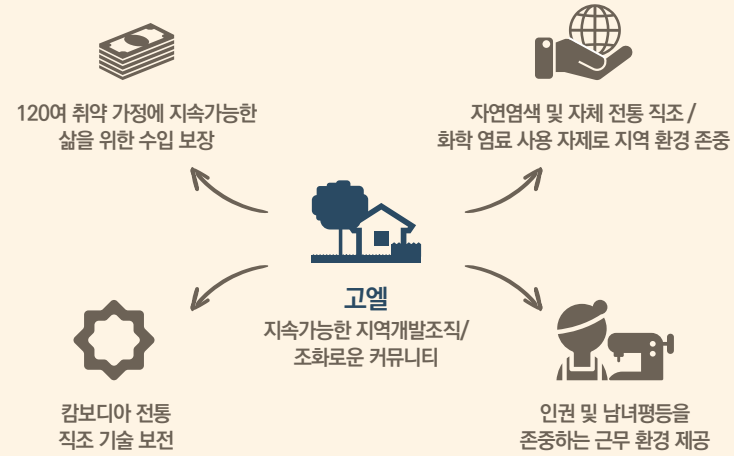 120여 취약 가정에 지속가능한
삶을 위한 수입 보장
자연염색 및 자체 전통 직조 /
화학 염료 사용 자제로 지역 환경 존중
고엘
지속가능한 지역개발조직/
조화로운 커뮤니티
캄보디아 전통
직조 기술 보전
인권 및 남녀평등을
존중하는 근무 환경 제공